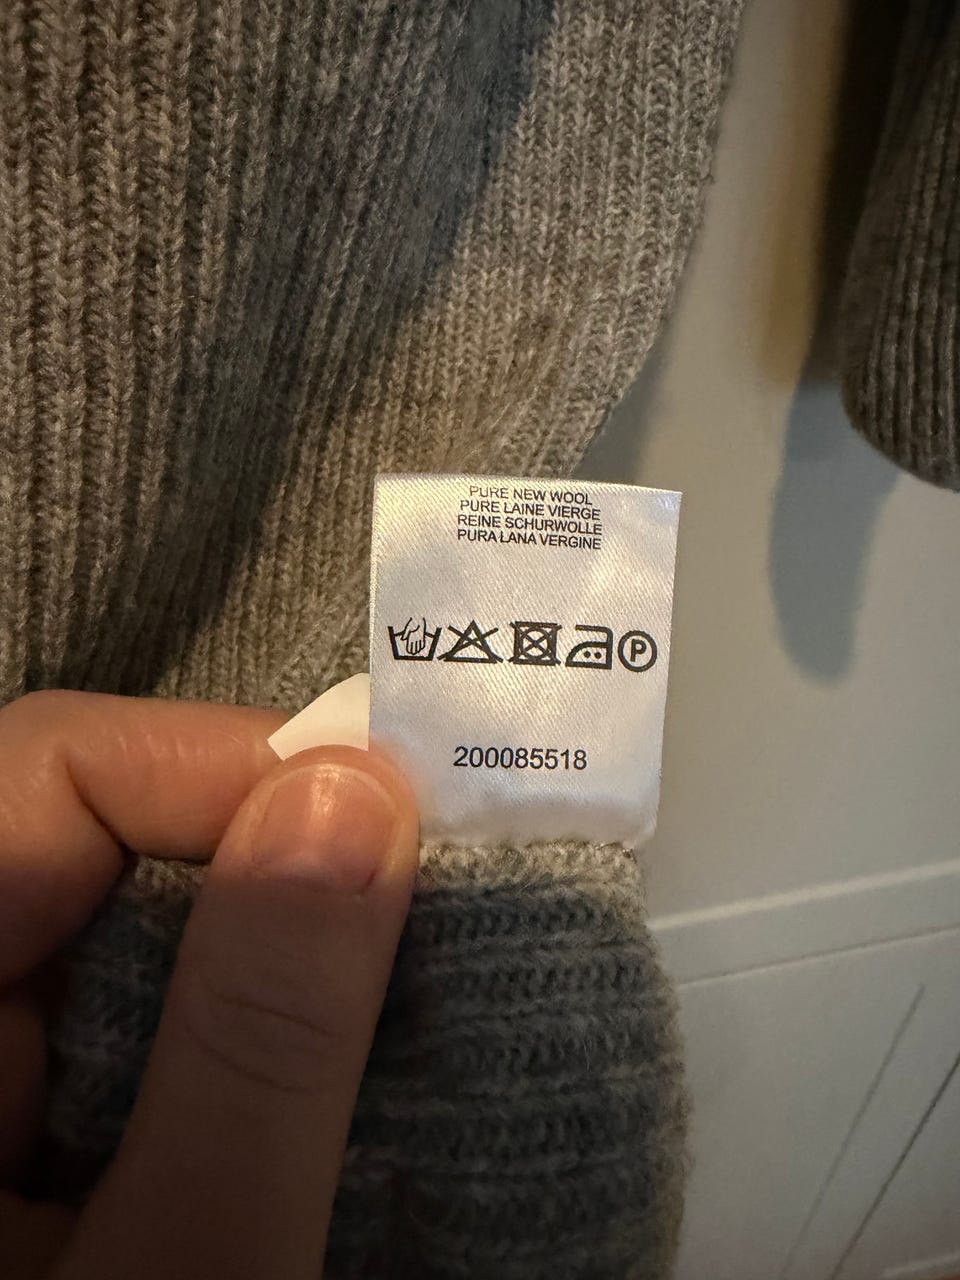 PURE NEW WOOL
PURE LAINE VIERGE
REINE SCHURWOLLE
PURA LANA VERGINE
P
200085518